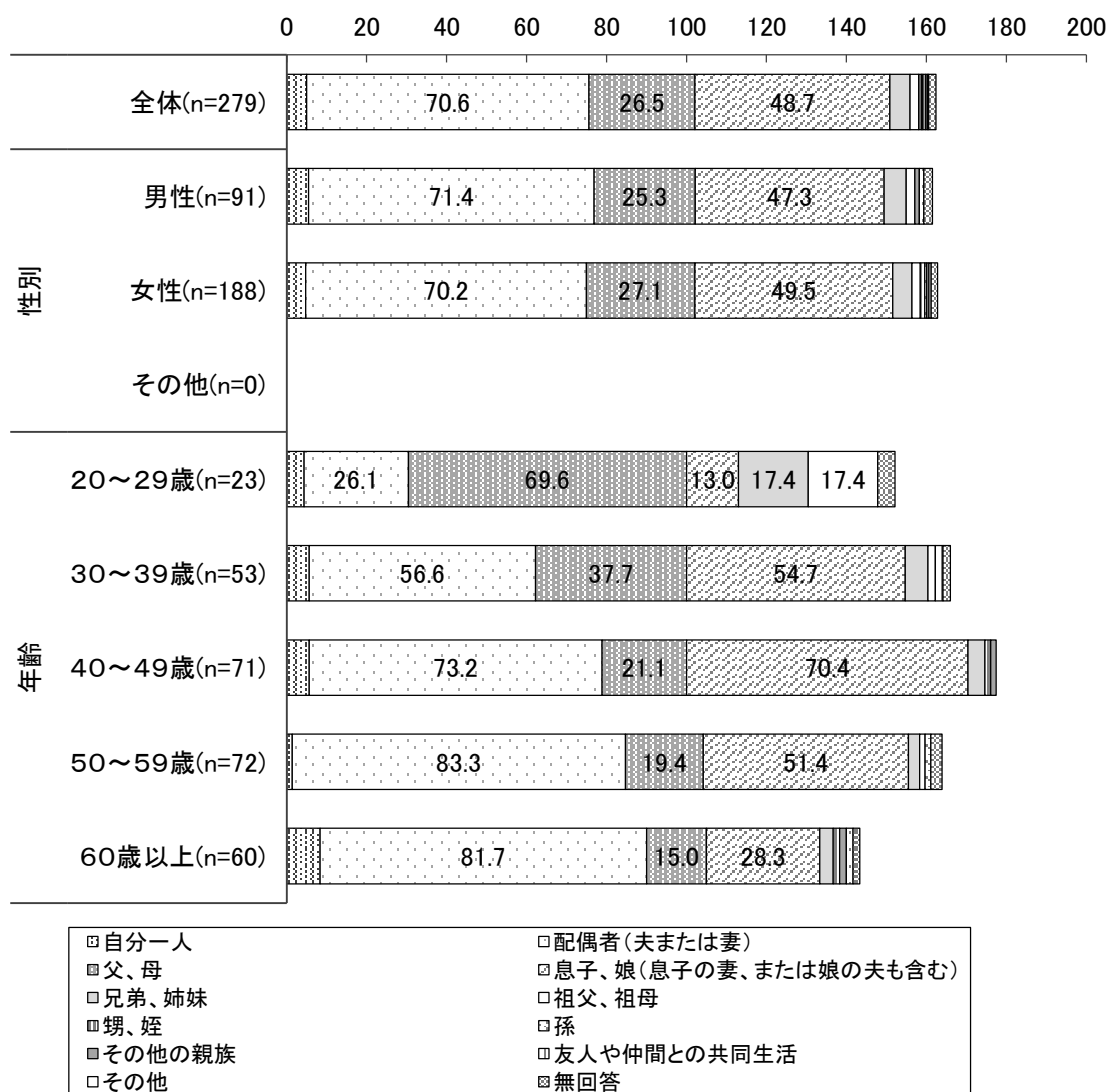 0 20 40 60 80 100 120 140 160 180 200
全体(n=279) 70.6 26.5 48.7
男性(n=91) 71.4 25.3 47.3
性別
女性(n=188) 70.2 27.1 49.5
その他(n=0)
20～29歳(n=23) 26.1 69.6 13.0 17.4 17.4
30～39歳(n=53) 56.6 37.7 54.7
年齢
40～49歳(n=71) 73.2 21.1 70.4
50～59歳(n=72) 83.3 19.4 51.4
60歳以上(n=60) 81.7 15.0 28.3
自分一人 配偶者(夫または妻)
父、母 息子、娘(息子の妻、または娘の夫も含む)
兄弟、姉妹 祖父、祖母
甥、姪 孫
その他の親族 友人や仲間との共同生活
その他 無回答